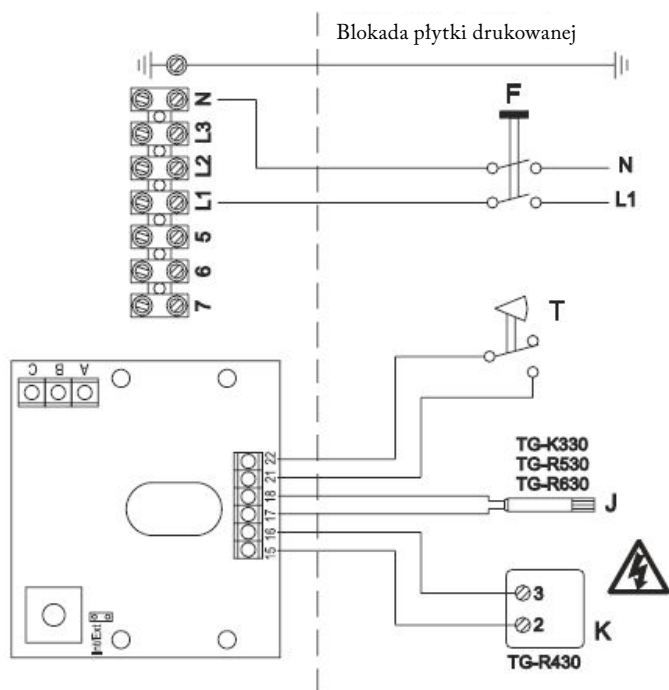 Blokada płytki drukowanej
F
N
L3
L2
L1
5
6
7
N
L1
T
C B A
22
21
18
17
16
15
TG-K330
TG-R530
TG-R630
J
Int/Ext
3
2
K
TG-R430